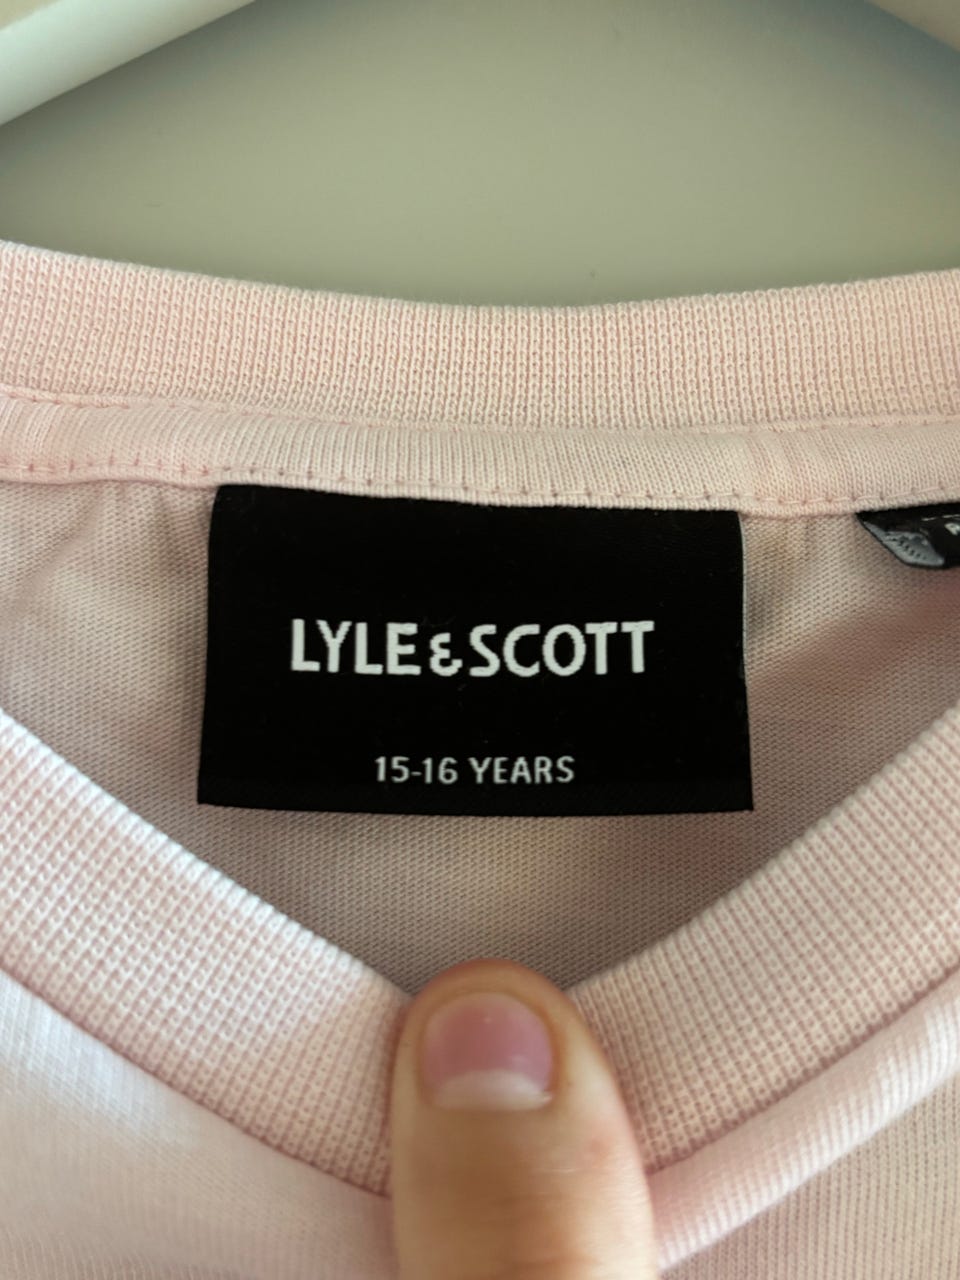 LYLE & SCOTT
15-16 YEARS